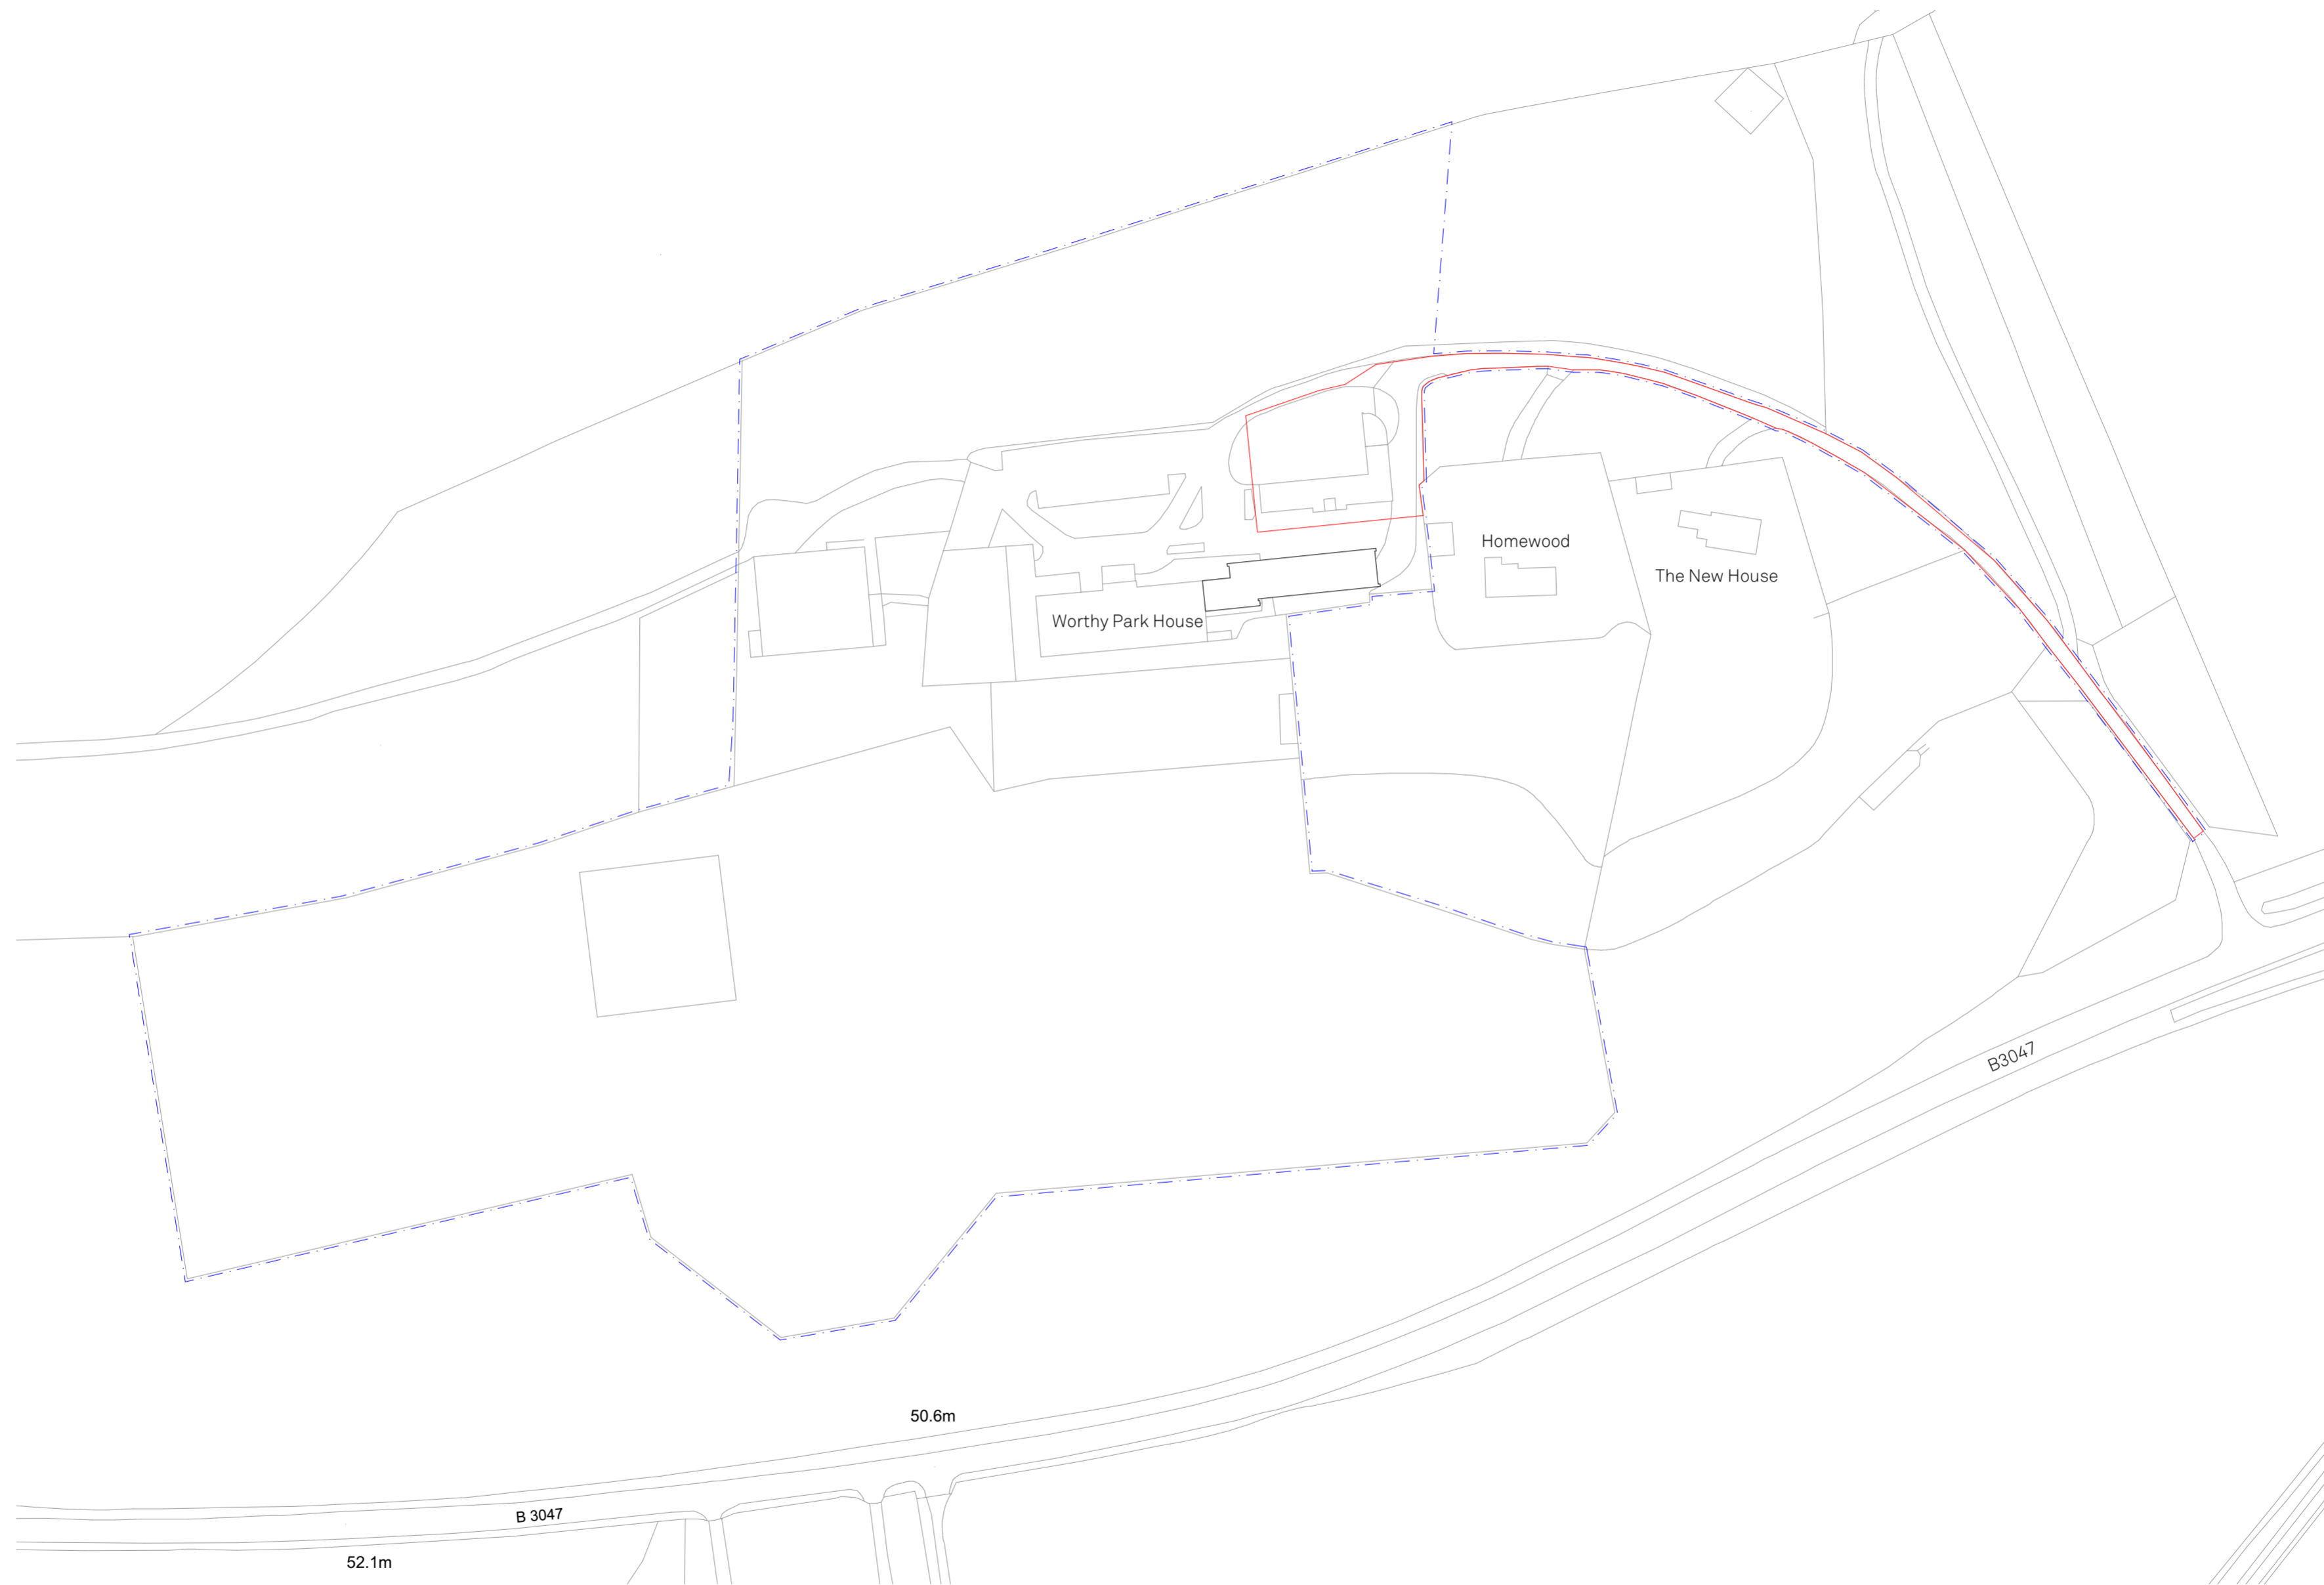 Homewood
The New House
Worthy Park House
B3047
50.6m
B 3047
52.1m